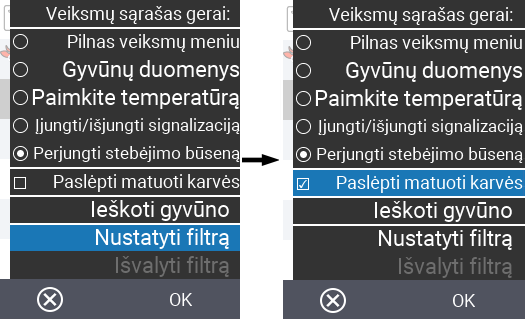 Veiksmų sąrašas gerai:
Pilnas veiksmų meniu
Gyvūnų duomenys
Paimkite temperatūrą
Įjungti/išjungti signalizaciją
Perjungti stebėjimo būseną
Paslėpti matuoti karvės
Ieškoti gyvūno
Nustatyti filtrą
Išvalyti filtrą
OK
Veiksmų sąrašas gerai:
Pilnas veiksmų meniu
Gyvūnų duomenys
Paimkite temperatūrą
Įjungti/išjungti signalizaciją
Perjungti stebėjimo būseną
Paslėpti matuoti karvės
Ieškoti gyvūno
Nustatyti filtrą
Išvalyti filtrą
OK